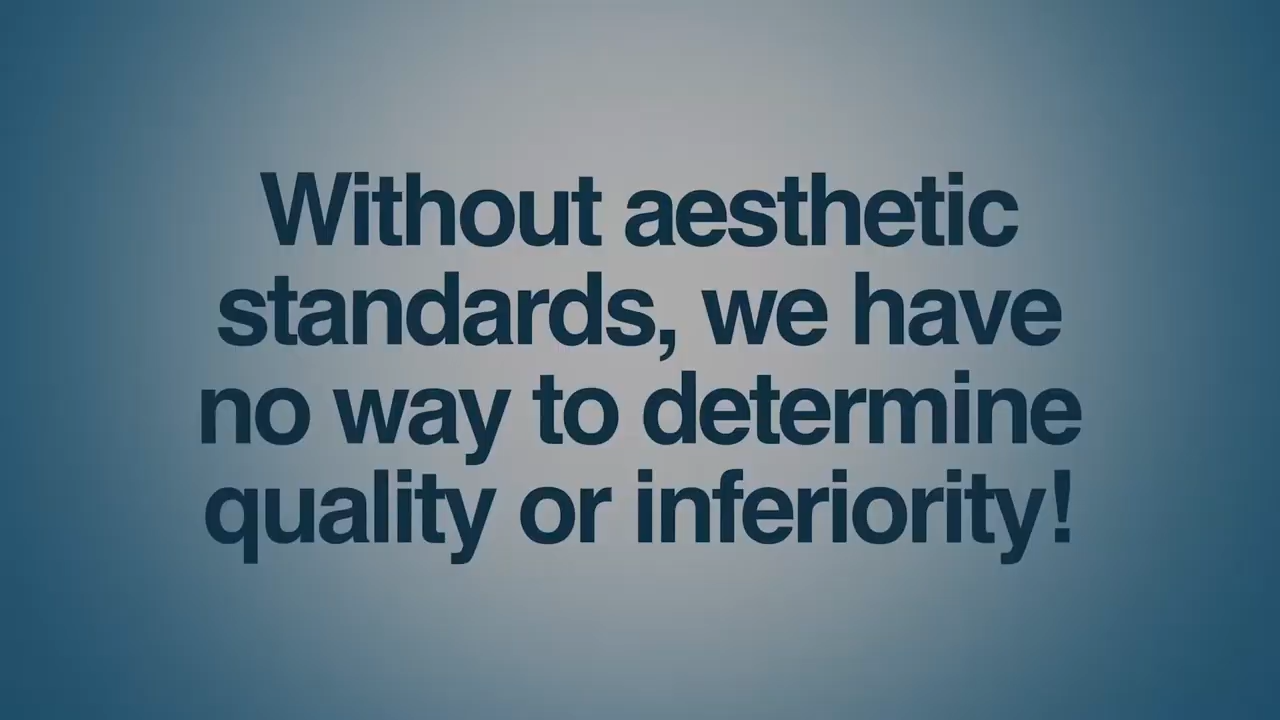 Without aesthetic
standards, we have
no way to determine
quality or inferiority!